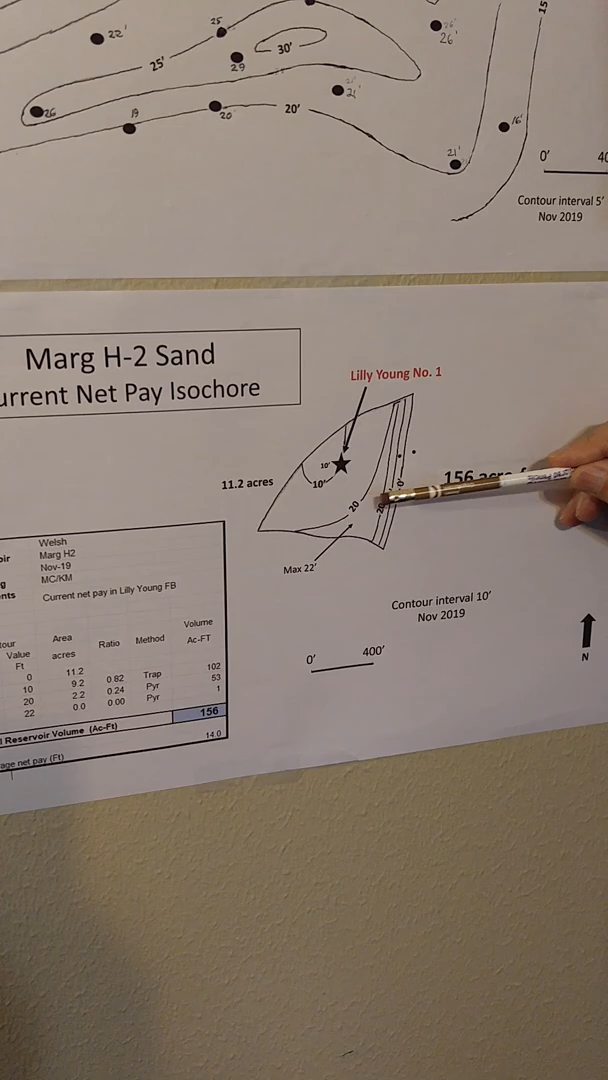 22'
25
25'
29
30'
26'
26'
15'
26
19
20'
20'
21'
21'
21'
16'
0'
Contour interval 5'
Nov 2019
Marg H-2 Sand
Net Pay Isochore
Lilly Young No. 1
11.2 acres
10'
10'
20
20
0
156
Max 22'
Contour interval 10'
Nov 2019
0' 400'
N
Welsh
Marg H2
Nov-19
MC/KM
Current net pay in Lilly Young FB
Volume
Area Ratio Method Ac-FT
Value acres
Ft
0 11.2 102
10 9.2 0.82 Trap 53
20 2.2 0.24 Pyr 1
22 0.0 0.00 Pyr
Reservoir Volume (Ac-Ft) 156
net pay (Ft) 14.0